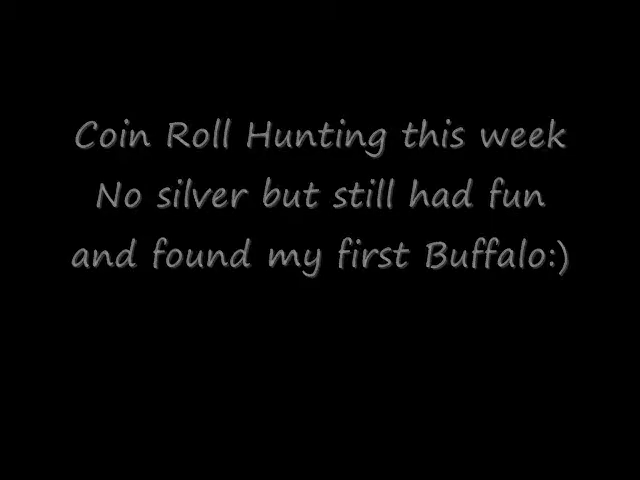 Coin Roll Hunting this week
No silver but still had fun
and found my first Buffalo:)